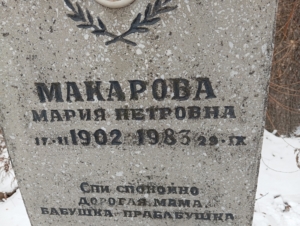 МАКАРОВА
МАРИЯ ПЕТРОВНА
17-II 1902 1983 29-IX
СПИ СПОКОЙНО
ДОРОГАЯ МАМА,
БАБУШКА-ПРАБАБУШКА